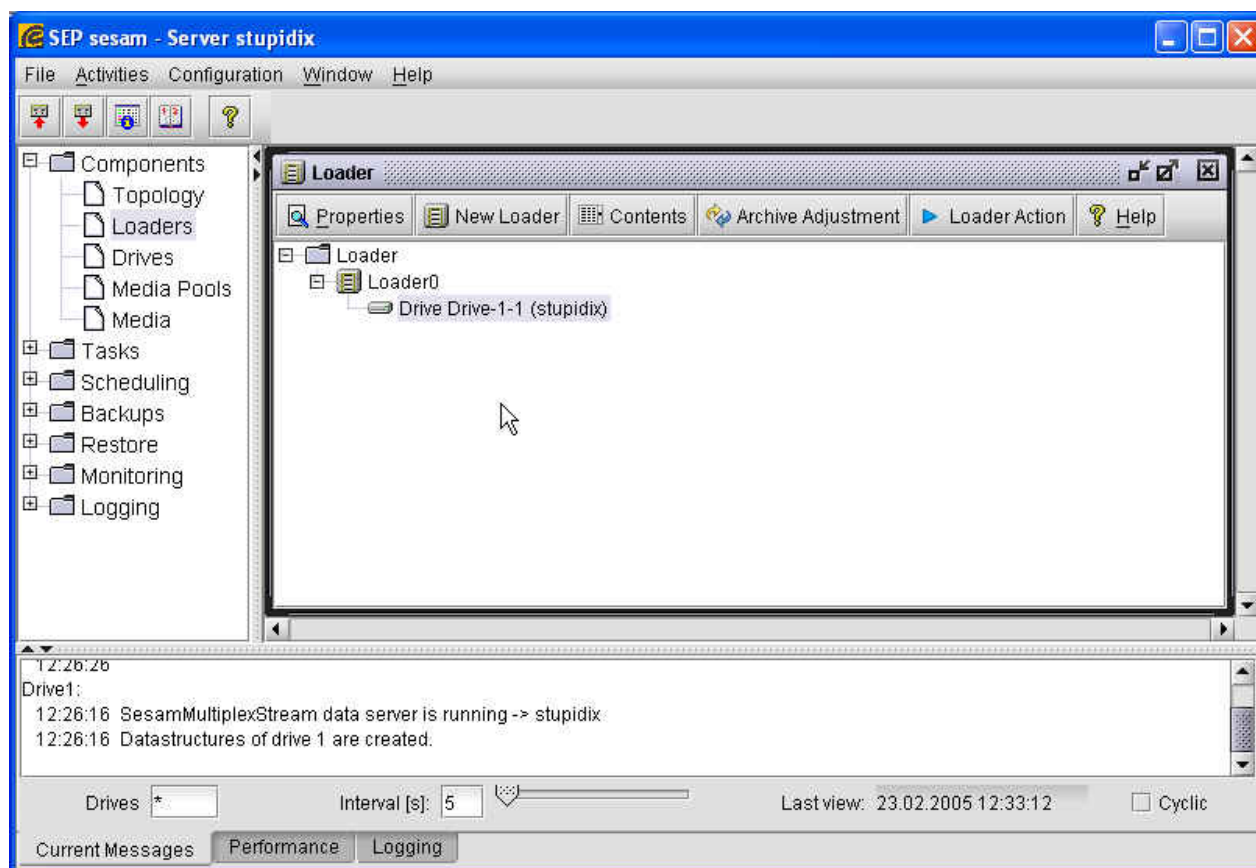 SEP sesam - Server stupidix
File Activities Configuration Window Help
Components
Topology
Loaders
Drives
Media Pools
Media
Tasks
Scheduling
Backups
Restore
Monitoring
Logging
Loader
Properties New Loader Contents Archive Adjustment Loader Action Help
Loader
Loader0
Drive Drive-1-1 (stupidix)
12:26:26
Drive1:
12:26:16 SesamMultiplexStream data server is running -> stupidix
12:26:16 Datastructures of drive 1 are created.
Drives * Interval [s]: 5 Last view: 23.02.2005 12:33:12 Cyclic
Current Messages Performance Logging